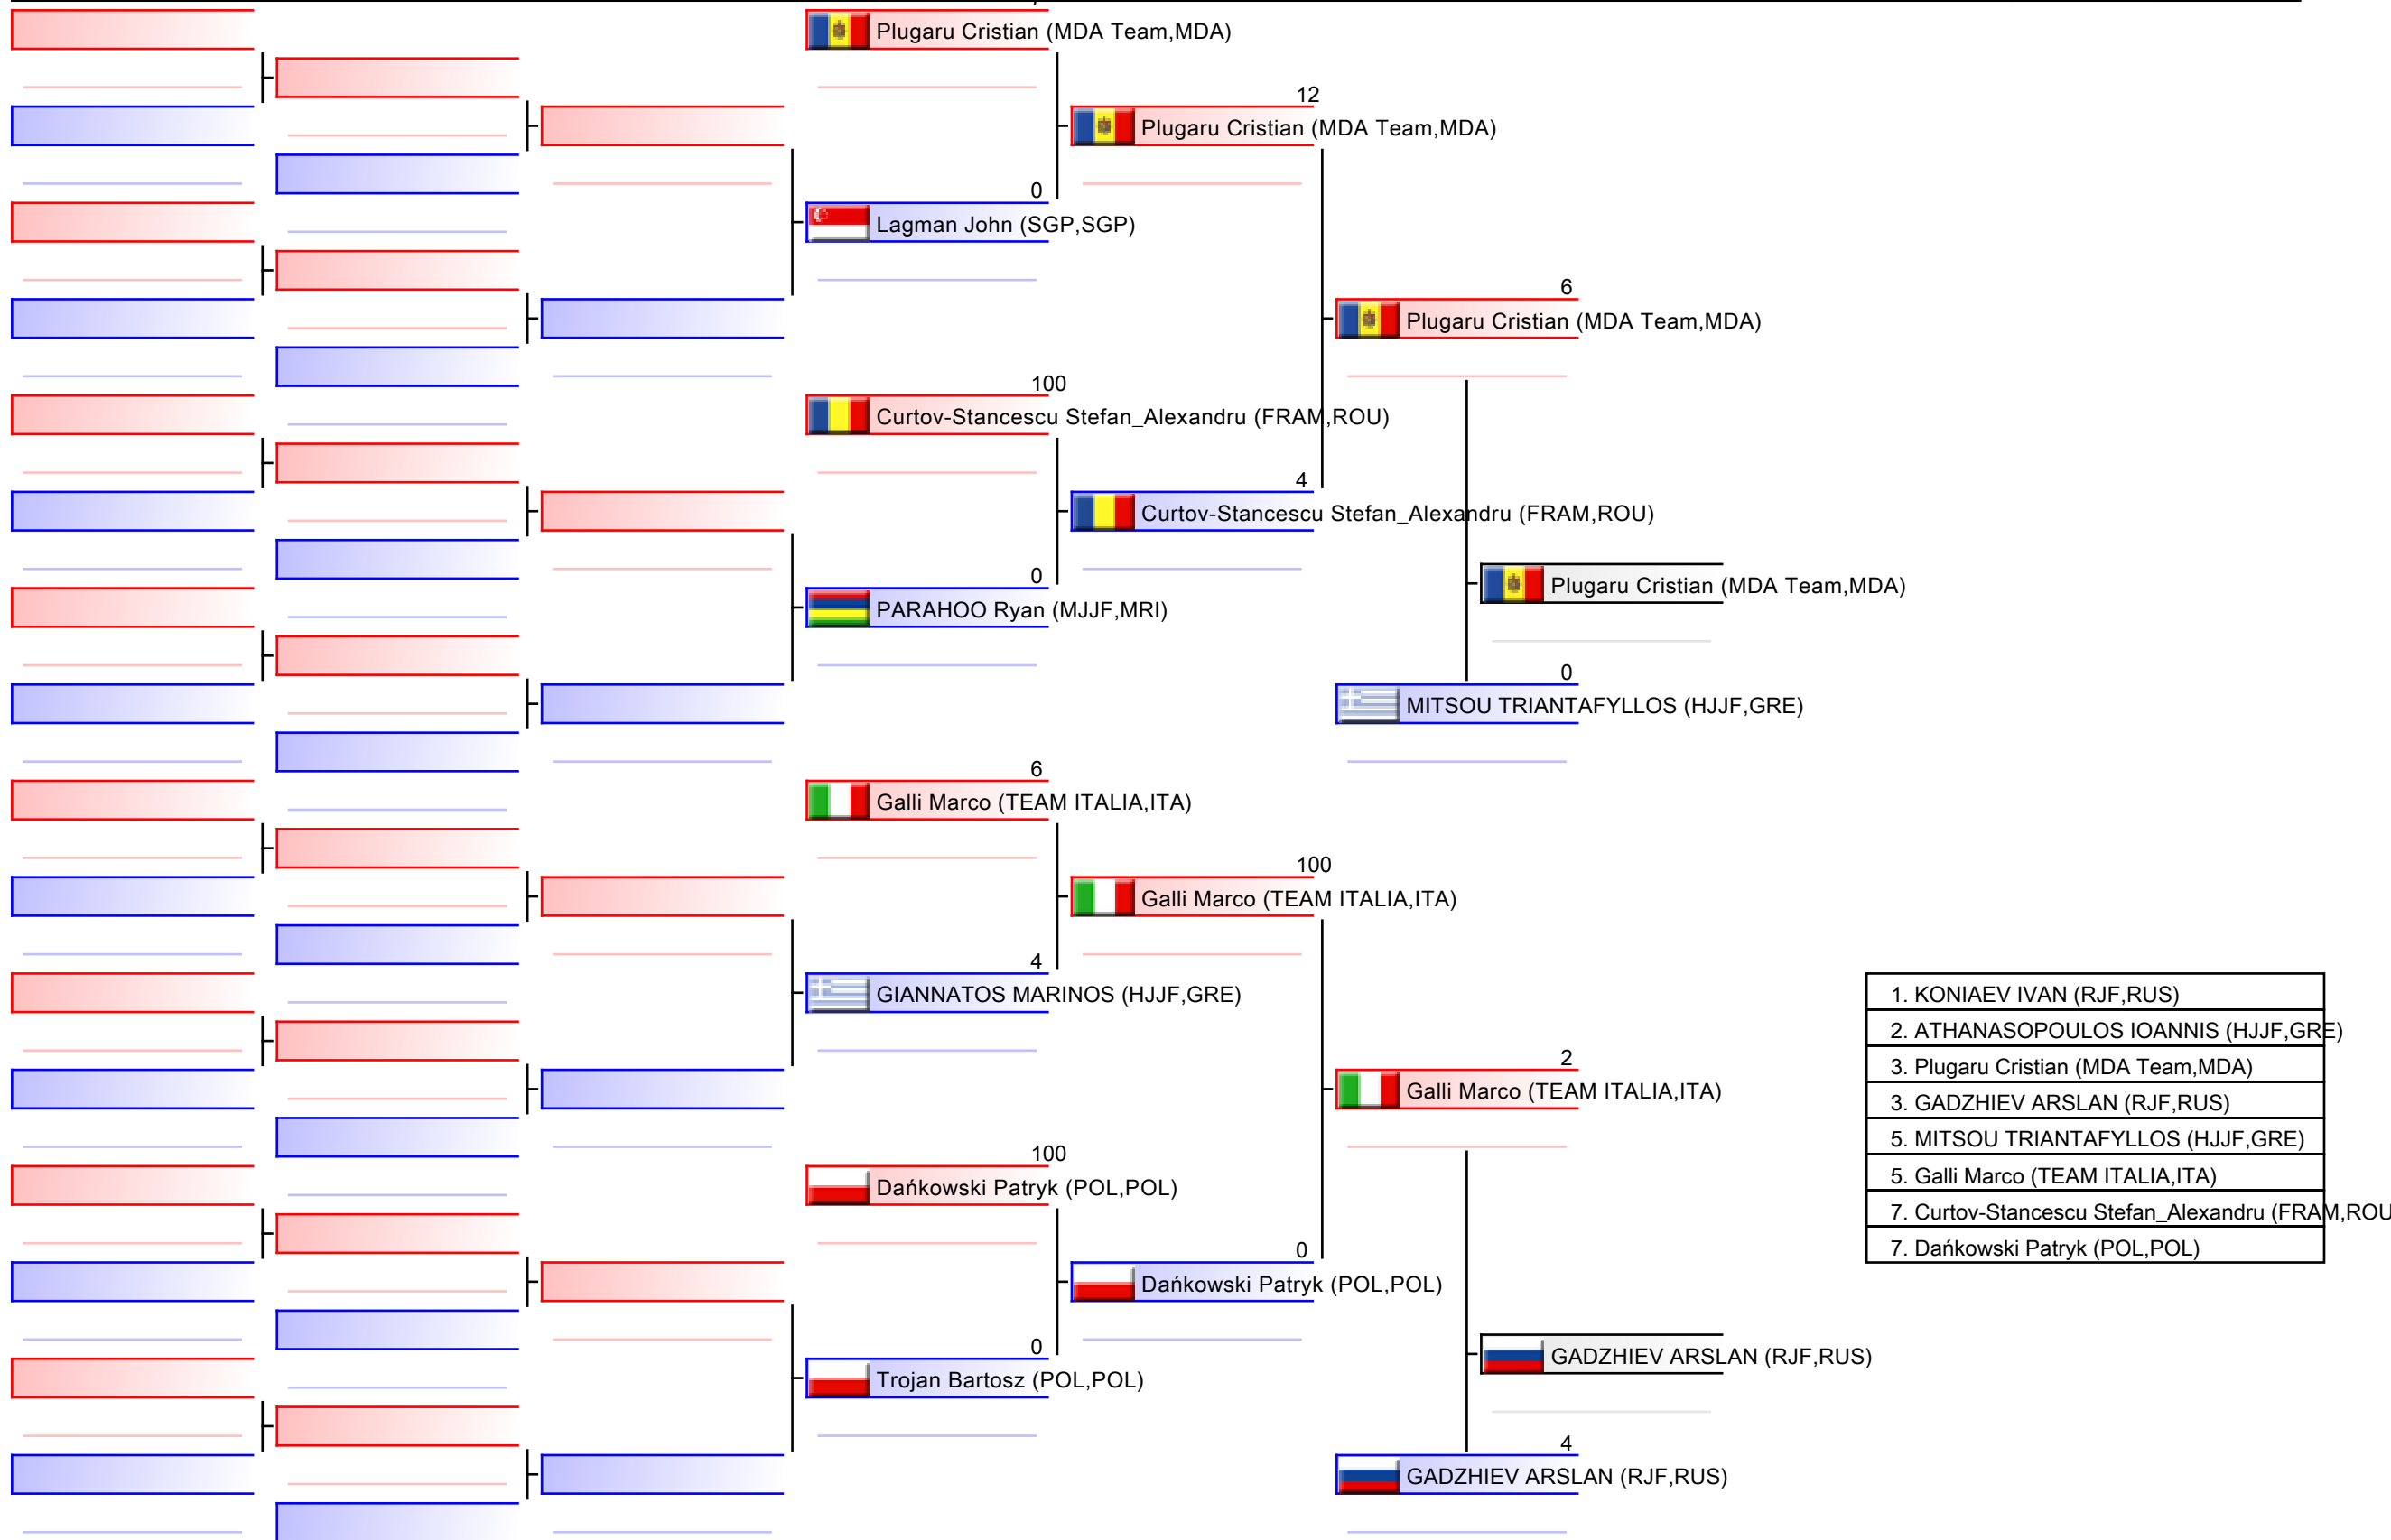 Plugaru Cristian (MDA Team,MDA)
12
Plugaru Cristian (MDA Team,MDA)
0
Lagman John (SGP,SGP)
6
Plugaru Cristian (MDA Team,MDA)
100
Curtov-Stancescu Stefan_Alexandru (FRAM,ROU)
4
Curtov-Stancescu Stefan_Alexandru (FRAM,ROU)
0
PARAHOO Ryan (MJJF,MRI)
Plugaru Cristian (MDA Team,MDA)
0
MITSOU TRIANTAFYLLOS (HJJF,GRE)
6
Galli Marco (TEAM ITALIA,ITA)
100
Galli Marco (TEAM ITALIA,ITA)
4
GIANNATOS MARINOS (HJJF,GRE)
2
Galli Marco (TEAM ITALIA,ITA)
100
Dańkowski Patryk (POL,POL)
0
Dańkowski Patryk (POL,POL)
0
Trojan Bartosz (POL,POL)
GADZHIEV ARSLAN (RJF,RUS)
4
GADZHIEV ARSLAN (RJF,RUS)
1. KONIAEV IVAN (RJF,RUS)
2. ATHANASOPOULOS IOANNIS (HJJF,GRE)
3. Plugaru Cristian (MDA Team,MDA)
3. GADZHIEV ARSLAN (RJF,RUS)
5. MITSOU TRIANTAFYLLOS (HJJF,GRE)
5. Galli Marco (TEAM ITALIA,ITA)
7. Curtov-Stancescu Stefan_Alexandru (FRAM,ROU
7. Dańkowski Patryk (POL,POL)